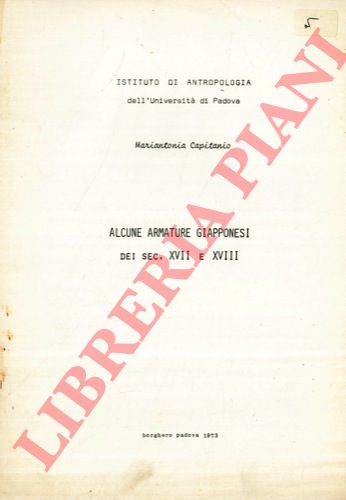 5
ISTITUTO DI ANTROPOLOGIA
dell'Università di Padova
Mariantonia Capitanio
ALCUNE ARMATURE GIAPPONESI
DEI SEC. XVII E XVIII
borghero padova 1973
LIBRERIA PIANI